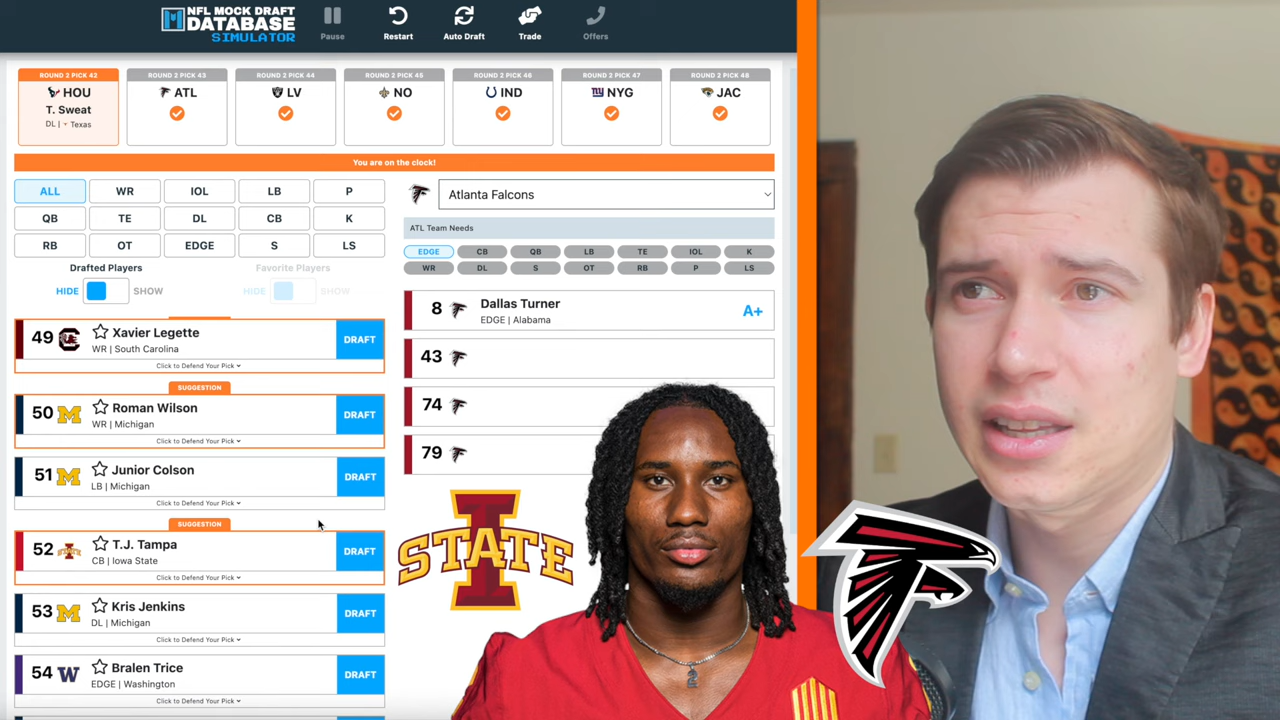 NFL MOCK DRAFT
DATABASE
SIMULATOR
Pause
Restart
Auto Draft
Trade
Offers
ROUND 2 PICK 42
HOU
T. Sweat
DL | Texas
ROUND 2 PICK 43
ATL
ROUND 2 PICK 44
LV
ROUND 2 PICK 45
NO
ROUND 2 PICK 46
IND
ROUND 2 PICK 47
NYG
ROUND 2 PICK 48
JAC
You are on the clock!
ALL WR IOL LB P
QB TE DL CB K
RB OT EDGE S LS
Drafted Players
HIDE SHOW
Favorite Players
HIDE SHOW
49 Xavier Legette
WR | South Carolina
DRAFT
Click to Defend Your Pick
SUGGESTION
50 M Roman Wilson
WR | Michigan
DRAFT
Click to Defend Your Pick
51 M Junior Colson
LB | Michigan
DRAFT
Click to Defend Your Pick
SUGGESTION
52 T.J. Tampa
CB | Iowa State
DRAFT
Click to Defend Your Pick
53 M Kris Jenkins
DL | Michigan
DRAFT
Click to Defend Your Pick
54 W Bralen Trice
EDGE | Washington
DRAFT
Click to Defend Your Pick
Atlanta Falcons
ATL Team Needs
EDGE CB QB LB TE IOL K
WR DL S OT RB P LS
8 Dallas Turner
EDGE | Alabama
A+
43
74
79
I
STATE
2